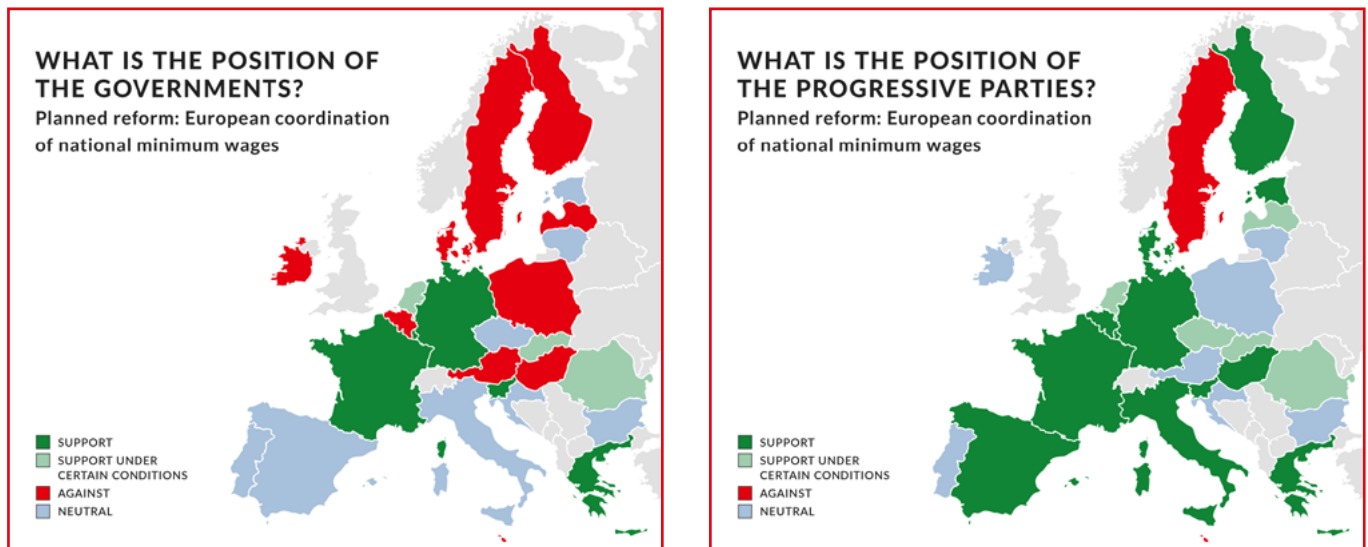 WHAT IS THE POSITION OF
THE GOVERNMENTS?
Planned reform: European coordination
of national minimum wages
SUPPORT
SUPPORT UNDER
CERTAIN CONDITIONS
AGAINST
NEUTRAL
WHAT IS THE POSITION OF
THE PROGRESSIVE PARTIES?
Planned reform: European coordination
of national minimum wages
SUPPORT
SUPPORT UNDER
CERTAIN CONDITIONS
AGAINST
NEUTRAL